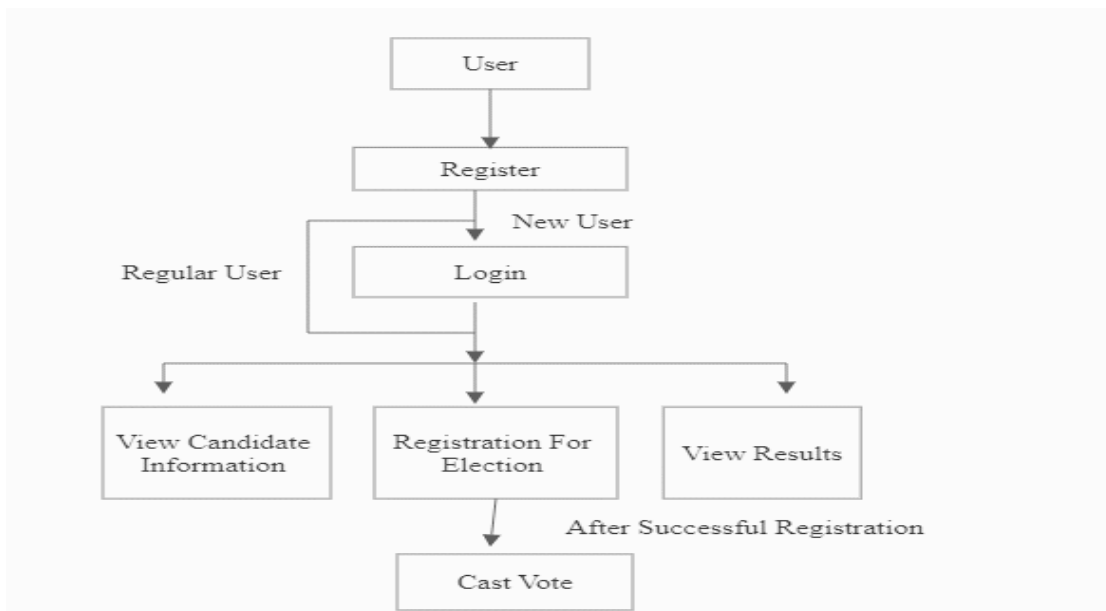 User
Register
New User
Regular User
Login
View Candidate
Information
Registration For
Election
View Results
After Successful Registration
Cast Vote